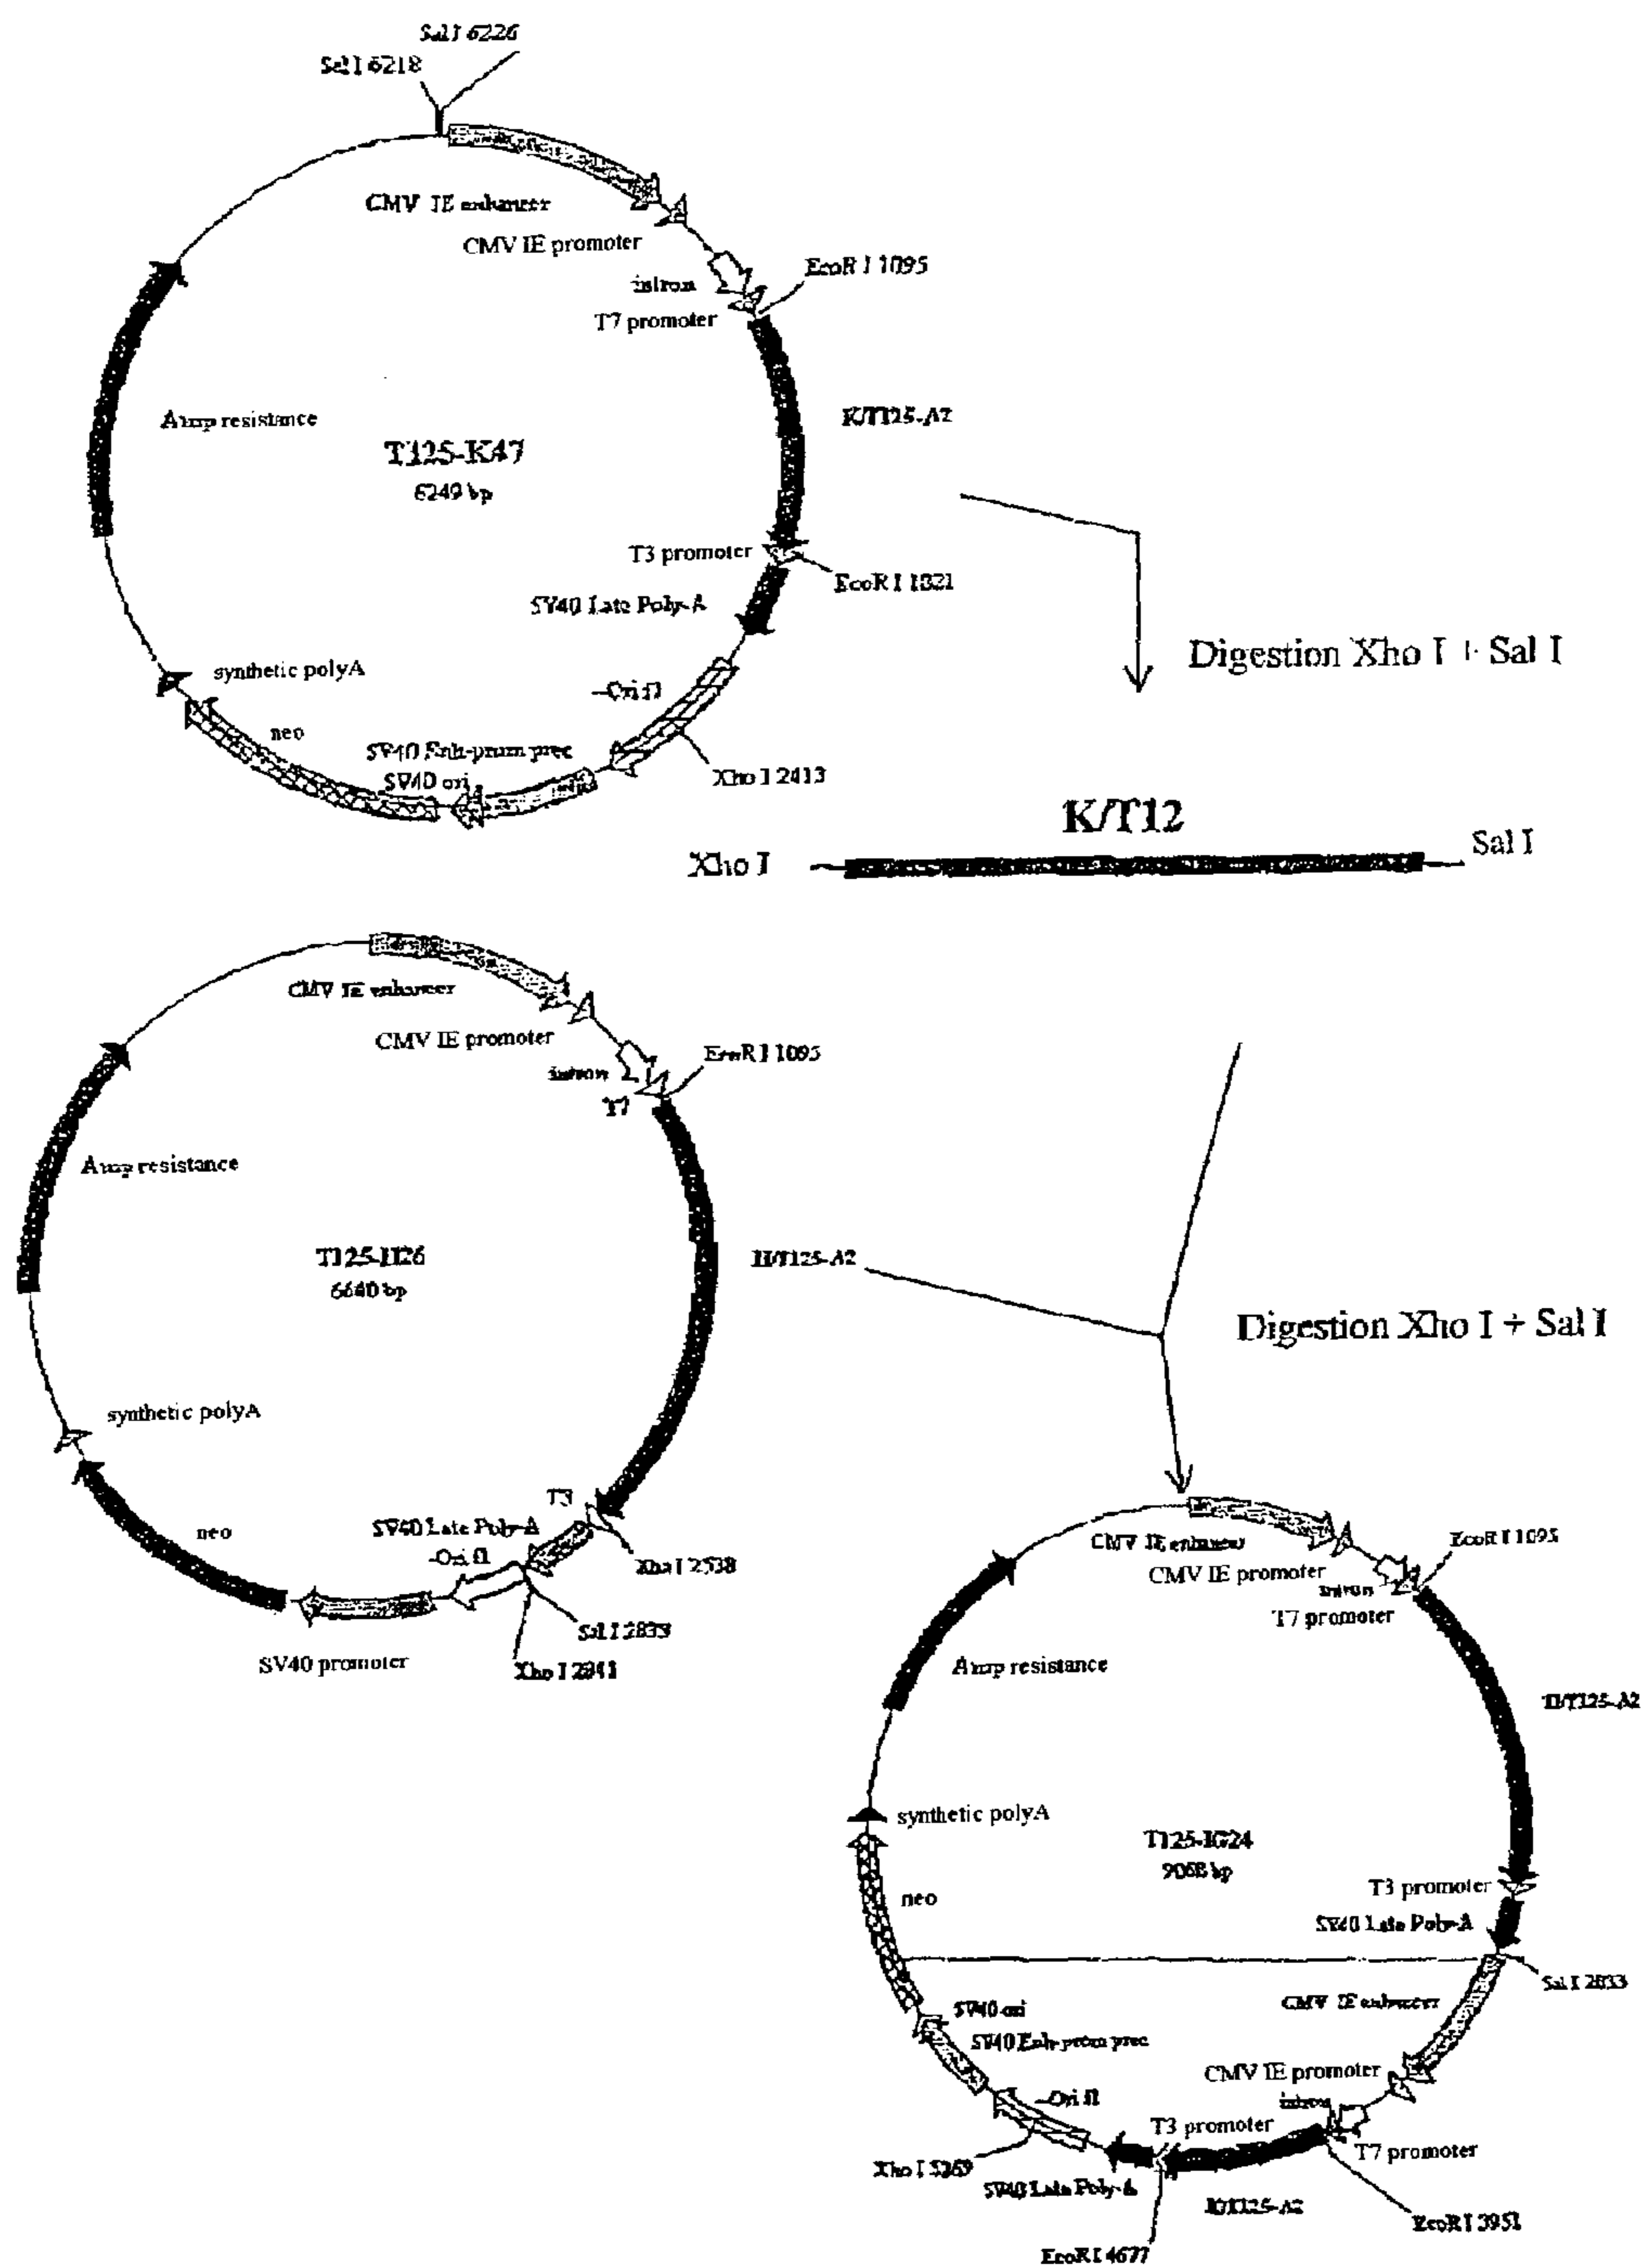 Sal I 6226
Sal I 6218
CMV IE enhancer
CMV IE promoter
intron
EcoR I 1095
T7 promoter
Amp resistance
K/T125-A2
T125-K47
6249 bp
T3 promoter
EcoR I 1821
SV40 Late Poly-A
Digestion Xho I + Sal I
synthetic polyA
Ori f1
neo
SV40 Enh-prom prec
SV40 ori
Xho I 2413
K/T12
Xho I
Sal I
CMV IE enhancer
CMV IE promoter
EcoR I 1095
intron
T7
Amp resistance
T125-H26
6640 bp
H/T125-A2
Digestion Xho I + Sal I
synthetic polyA
T3
SV40 Late Poly-A
neo
-Ori f1
Sal I 2833
SV40 promoter
Xho I 2841
CMV IE enhancer
EcoR I 1095
CMV IE promoter
intron
T7 promoter
Amp resistance
H/T125-A2
synthetic polyA
T125-IG24
9068 bp
T3 promoter
neo
SV40 Late Poly-A
Sal I 2833
CMV IE enhancer
SV40 ori
SV40 Enh-prom prec
CMV IE promoter
Ori f1
intron
T3 promoter
T7 promoter
Xho I 5269
SV40 Late Poly-A
K/T125-A2
EcoR I 3951
EcoR I 4677